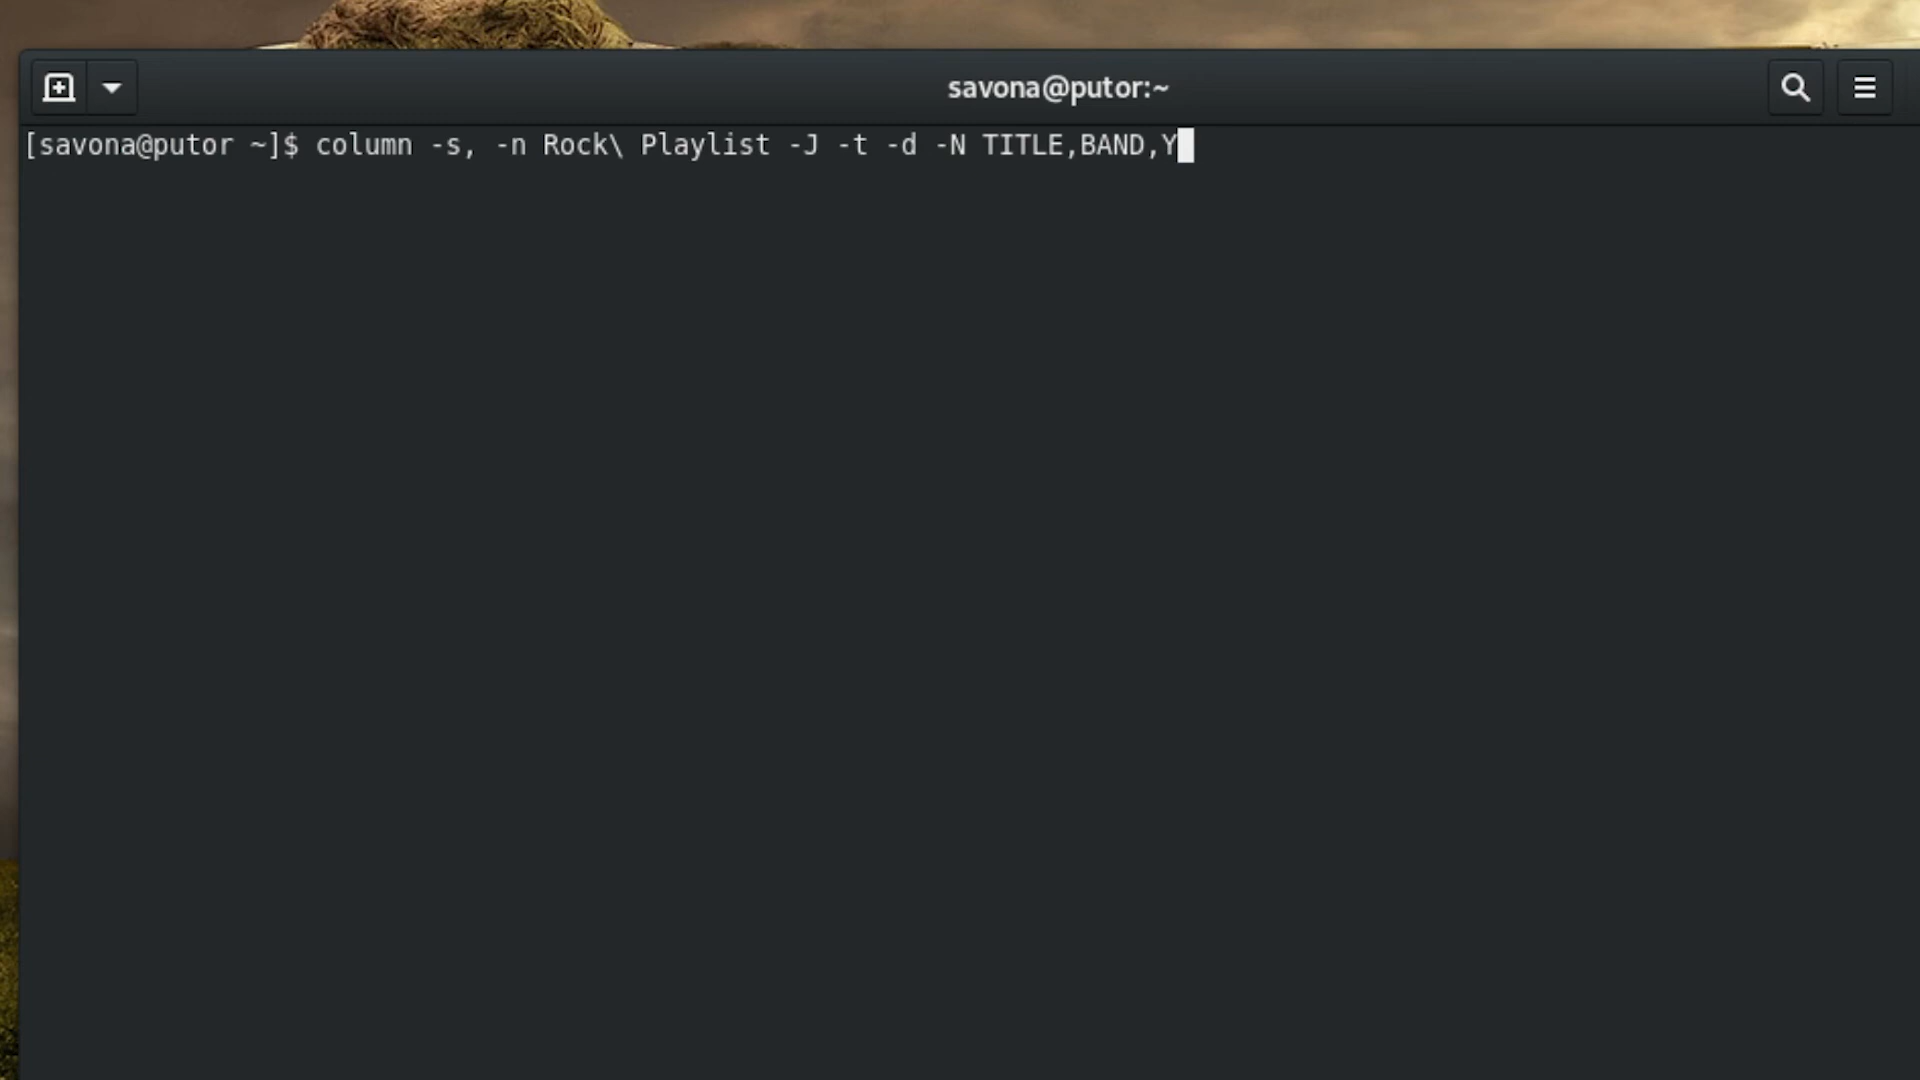 savona@putor:~
[savona@putor ~]$ column -s, -n Rock\ Playlist -J -t -d -N TITLE,BAND,Y